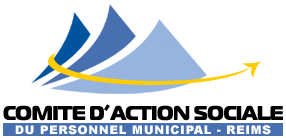 COMITE D'ACTION SOCIALE
DU PERSONNEL MUNICIPAL - REIMS